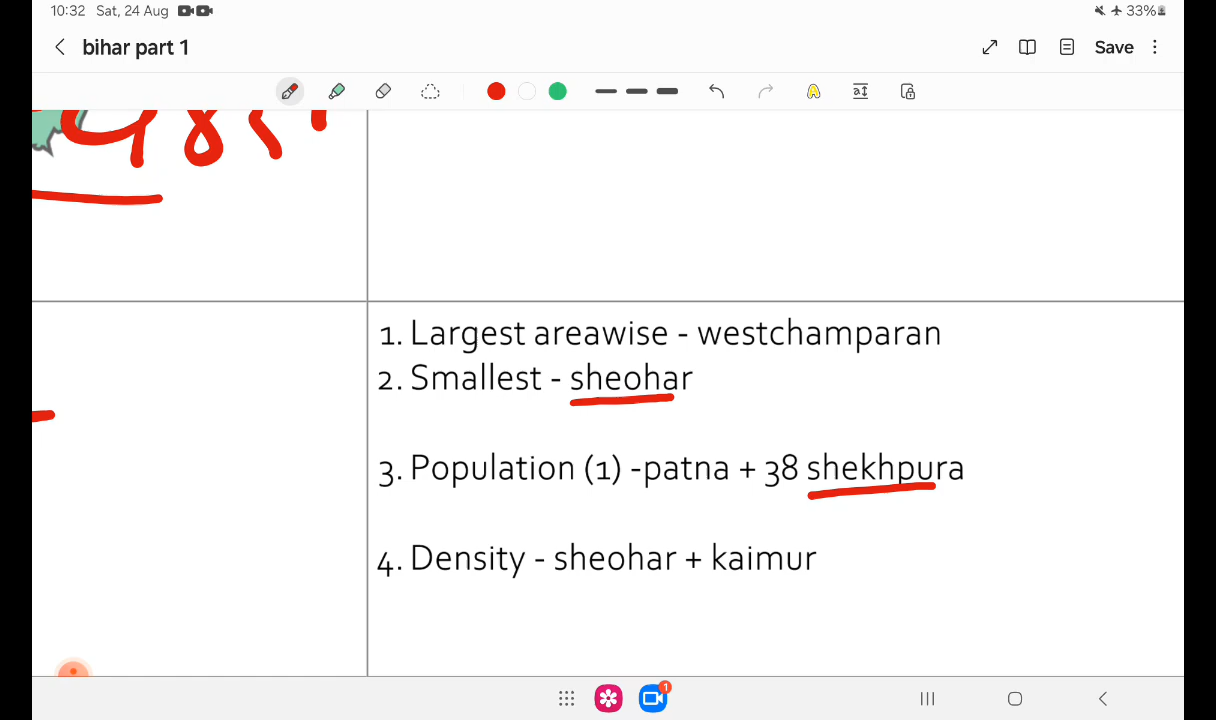 10:32 Sat, 24 Aug
33%
bihar part 1
Save
1. Largest areawise - westchamparan
2. Smallest - sheohar
3. Population (1) -patna + 38 shekhpura
4. Density - sheohar + kaimur
1